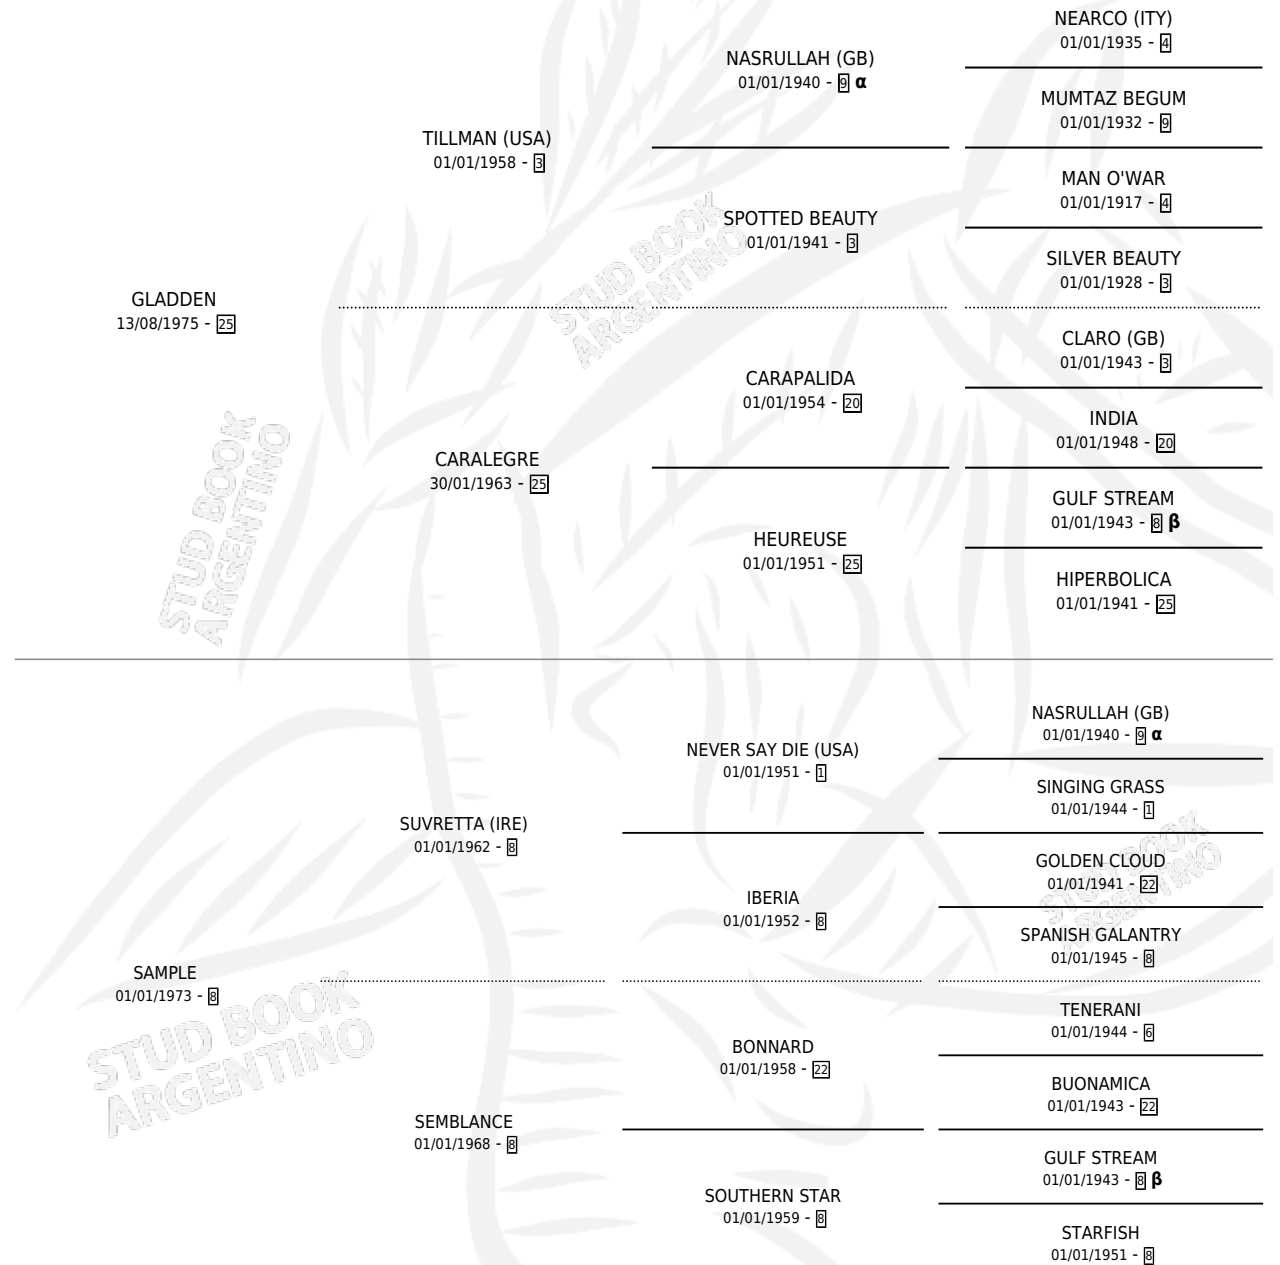 NEARCO (ITY)
01/01/1935 - 4
NASRULLAH (GB)
01/01/1940 - 9 α
MUMTAZ BEGUM
01/01/1932 - 9
TILLMAN (USA)
01/01/1958 - 3
MAN O'WAR
01/01/1917 - 4
SPOTTED BEAUTY
01/01/1941 - 3
SILVER BEAUTY
01/01/1928 - 3
STUD BOOK
ARGENTINO
GLADDEN
13/08/1975 - 25
CLARO (GB)
01/01/1943 - 3
CARAPALIDA
01/01/1954 - 20
INDIA
01/01/1948 - 20
CARALEGRE
30/01/1963 - 25
GULF STREAM
01/01/1943 - 8 β
HEUREUSE
01/01/1951 - 25
HIPERBOLICA
01/01/1941 - 25
STUD BOOK
ARGENTINO
NASRULLAH (GB)
01/01/1940 - 9 α
NEVER SAY DIE (USA)
01/01/1951 - 1
SINGING GRASS
01/01/1944 - 1
SUVRETTA (IRE)
01/01/1962 - 8
GOLDEN CLOUD
01/01/1941 - 22
IBERIA
01/01/1952 - 8
SPANISH GALANTRY
01/01/1945 - 8
STUD BOOK
ARGENTINO
SAMPLE
01/01/1973 - 8
TENERANI
01/01/1944 - 6
BONNARD
01/01/1958 - 22
BUONAMICA
01/01/1943 - 22
SEMBLANCE
01/01/1968 - 8
GULF STREAM
01/01/1943 - 8 β
SOUTHERN STAR
01/01/1959 - 8
STARFISH
01/01/1951 - 8
STUD BOOK
ARGENTINO